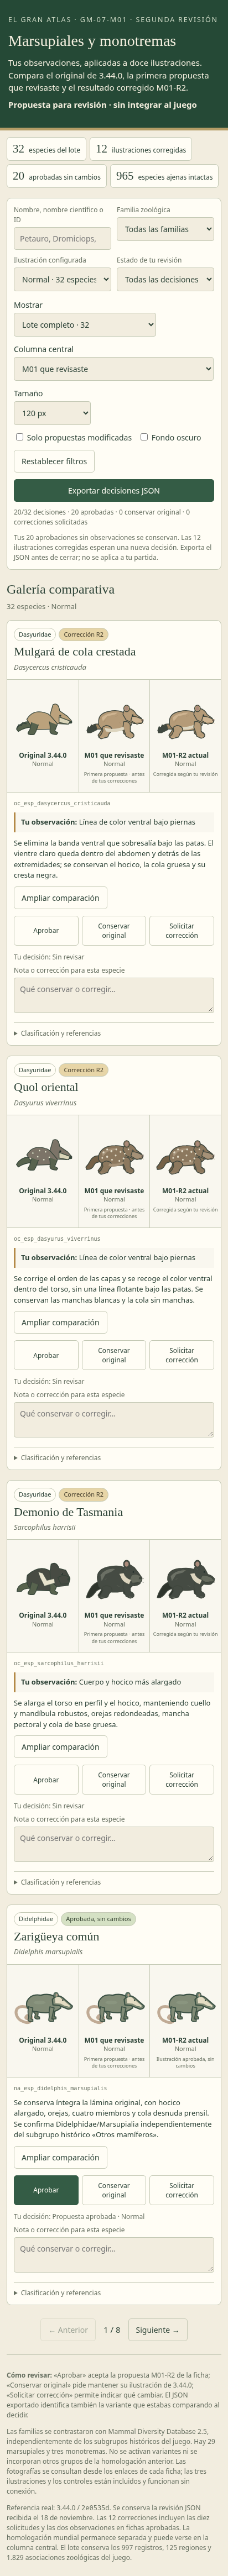 EL GRAN ATLAS · GM-07-M01 · SEGUNDA REVISIÓN
Marsupiales y monotremas
Tus observaciones, aplicadas a doce ilustraciones.
Compara el original de 3.44.0, la primera propuesta
que revisaste y el resultado corregido M01-R2.
Propuesta para revisión · sin integrar al juego
32 especies del lote
12 ilustraciones corregidas
20 aprobadas sin cambios
965 especies ajenas intactas
Nombre, nombre científico o
ID
Petauro, Dromiciops,
Familia zoológica
Todas las familias
Ilustración configurada
Normal · 32 especies
Estado de tu revisión
Todas las decisiones
Mostrar
Lote completo · 32
Columna central
M01 que revisaste
Tamaño
120 px
Solo propuestas modificadas
Fondo oscuro
Restablecer filtros
Exportar decisiones JSON
20/32 decisiones · 20 aprobadas · 0 conservar original · 0
correcciones solicitadas
Tus 20 aprobaciones sin observaciones se conservan. Las 12
ilustraciones corregidas esperan una nueva decisión. Exporta el
JSON antes de cerrar; no se aplica a tu partida.
Galería comparativa
32 especies · Normal
Dasyuridae
Corrección R2
Mulgará de cola crestada
Dasycercus cristicauda
Original 3.44.0
Normal
M01 que revisaste
Normal
Primera propuesta · antes
de tus correcciones
M01-R2 actual
Normal
Corregida según tu revisión
oc_esp_dasycercus_cristicauda
Tu observación: Línea de color ventral bajo piernas
Se elimina la banda ventral que sobresalía bajo las patas. El
vientre claro queda dentro del abdomen y detrás de las
extremidades; se conservan el hocico, la cola gruesa y su
cresta negra.
Ampliar comparación
Aprobar
Conservar
original
Solicitar
corrección
Tu decisión: Sin revisar
Nota o corrección para esta especie
Qué conservar o corregir...
▸ Clasificación y referencias
Dasyuridae
Corrección R2
Quol oriental
Dasyurus viverrinus
Original 3.44.0
Normal
M01 que revisaste
Normal
Primera propuesta · antes
de tus correcciones
M01-R2 actual
Normal
Corregida según tu revisión
oc_esp_dasyurus_viverrinus
Tu observación: Línea de color ventral bajo piernas
Se corrige el orden de las capas y se recoge el color ventral
dentro del torso, sin una línea flotante bajo las patas. Se
conservan las manchas blancas y la cola sin manchas.
Ampliar comparación
Aprobar
Conservar
original
Solicitar
corrección
Tu decisión: Sin revisar
Nota o corrección para esta especie
Qué conservar o corregir...
▸ Clasificación y referencias
Dasyuridae
Corrección R2
Demonio de Tasmania
Sarcophilus harrisii
Original 3.44.0
Normal
M01 que revisaste
Normal
Primera propuesta · antes
de tus correcciones
M01-R2 actual
Normal
Corregida según tu revisión
oc_esp_sarcophilus_harrisii
Tu observación: Cuerpo y hocico más alargado
Se alarga el torso en perfil y el hocico, manteniendo cuello
y mandíbula robustos, orejas redondeadas, mancha
pectoral y cola de base gruesa.
Ampliar comparación
Aprobar
Conservar
original
Solicitar
corrección
Tu decisión: Sin revisar
Nota o corrección para esta especie
Qué conservar o corregir...
▸ Clasificación y referencias
Didelphidae
Aprobada, sin cambios
Zarigüeya común
Didelphis marsupialis
Original 3.44.0
Normal
M01 que revisaste
Normal
Primera propuesta · antes
de tus correcciones
M01-R2 actual
Normal
Ilustración aprobada, sin
cambios
na_esp_didelphis_marsupialis
Se conserva íntegra la lámina original, con hocico
alargado, orejas, cuatro miembros y cola desnuda prensil.
Se confirma Didelphidae/Marsupialia independientemente
del subgrupo histórico «Otros mamíferos».
Ampliar comparación
Aprobar
Conservar
original
Solicitar
corrección
Tu decisión: Propuesta aprobada · Normal
Nota o corrección para esta especie
Qué conservar o corregir...
▸ Clasificación y referencias
← Anterior
1 / 8
Siguiente →
Cómo revisar: «Aprobar» acepta la propuesta M01-R2 de la ficha;
«Conservar original» pide mantener su ilustración de 3.44.0;
«Solicitar corrección» permite indicar qué cambiar. El JSON
exportado identifica también la variante que estabas comparando al
decidir.
Las familias se contrastaron con Mammal Diversity Database 2.5,
independientemente de los subgrupos históricos del juego. Hay 29
marsupiales y tres monotremas. No se activan variantes ni se
incorporan otros grupos de la homologación anterior. Las
fotografías se consultan desde los enlaces de cada ficha; las tres
ilustraciones y los controles están incluidos y funcionan sin
conexión.
Referencia real: 3.44.0 / 2e0535d. Se conserva la revisión JSON
recibida el 18 de noviembre. Las 12 correcciones incluyen las diez
solicitudes y las dos observaciones en fichas aprobadas. La
homologación mundial permanece separada y puede verse en la
columna central. El lote conserva los 997 registros, 125 regiones y
1.829 asociaciones zoológicas del juego.